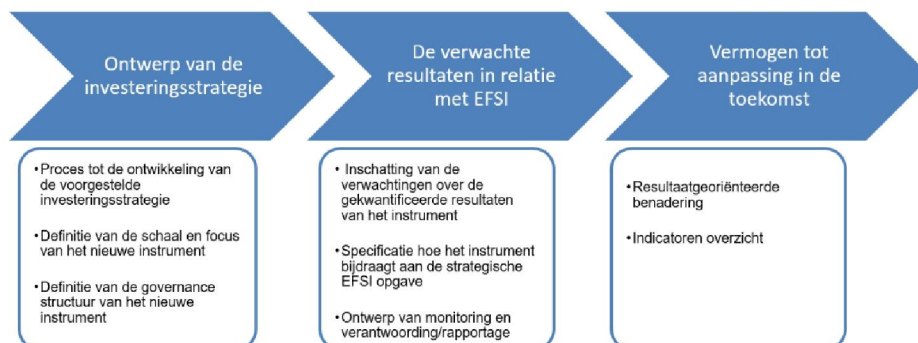 Ontwerp van de
investeringsstrategie
•Proces tot de ontwikkeling van
de voorgestelde
investeringsstrategie
•Definitie van de schaal en focus
van het nieuwe instrument
•Definitie van de governance
structuur van het nieuwe
instrument
De verwachte
resultaten in relatie
met EFSI
• Inschatting van de
verwachtingen over de
gekwantificeerde resultaten
van het instrument
•Specificatie hoe het instrument
bijdraagt aan de strategische
EFSI opgave
•Ontwerp van monitoring en
verantwoording/rapportage
Vermogen tot
aanpassing in de
toekomst
•Resultaatgeoriënteerde
benadering
•Indicatoren overzicht